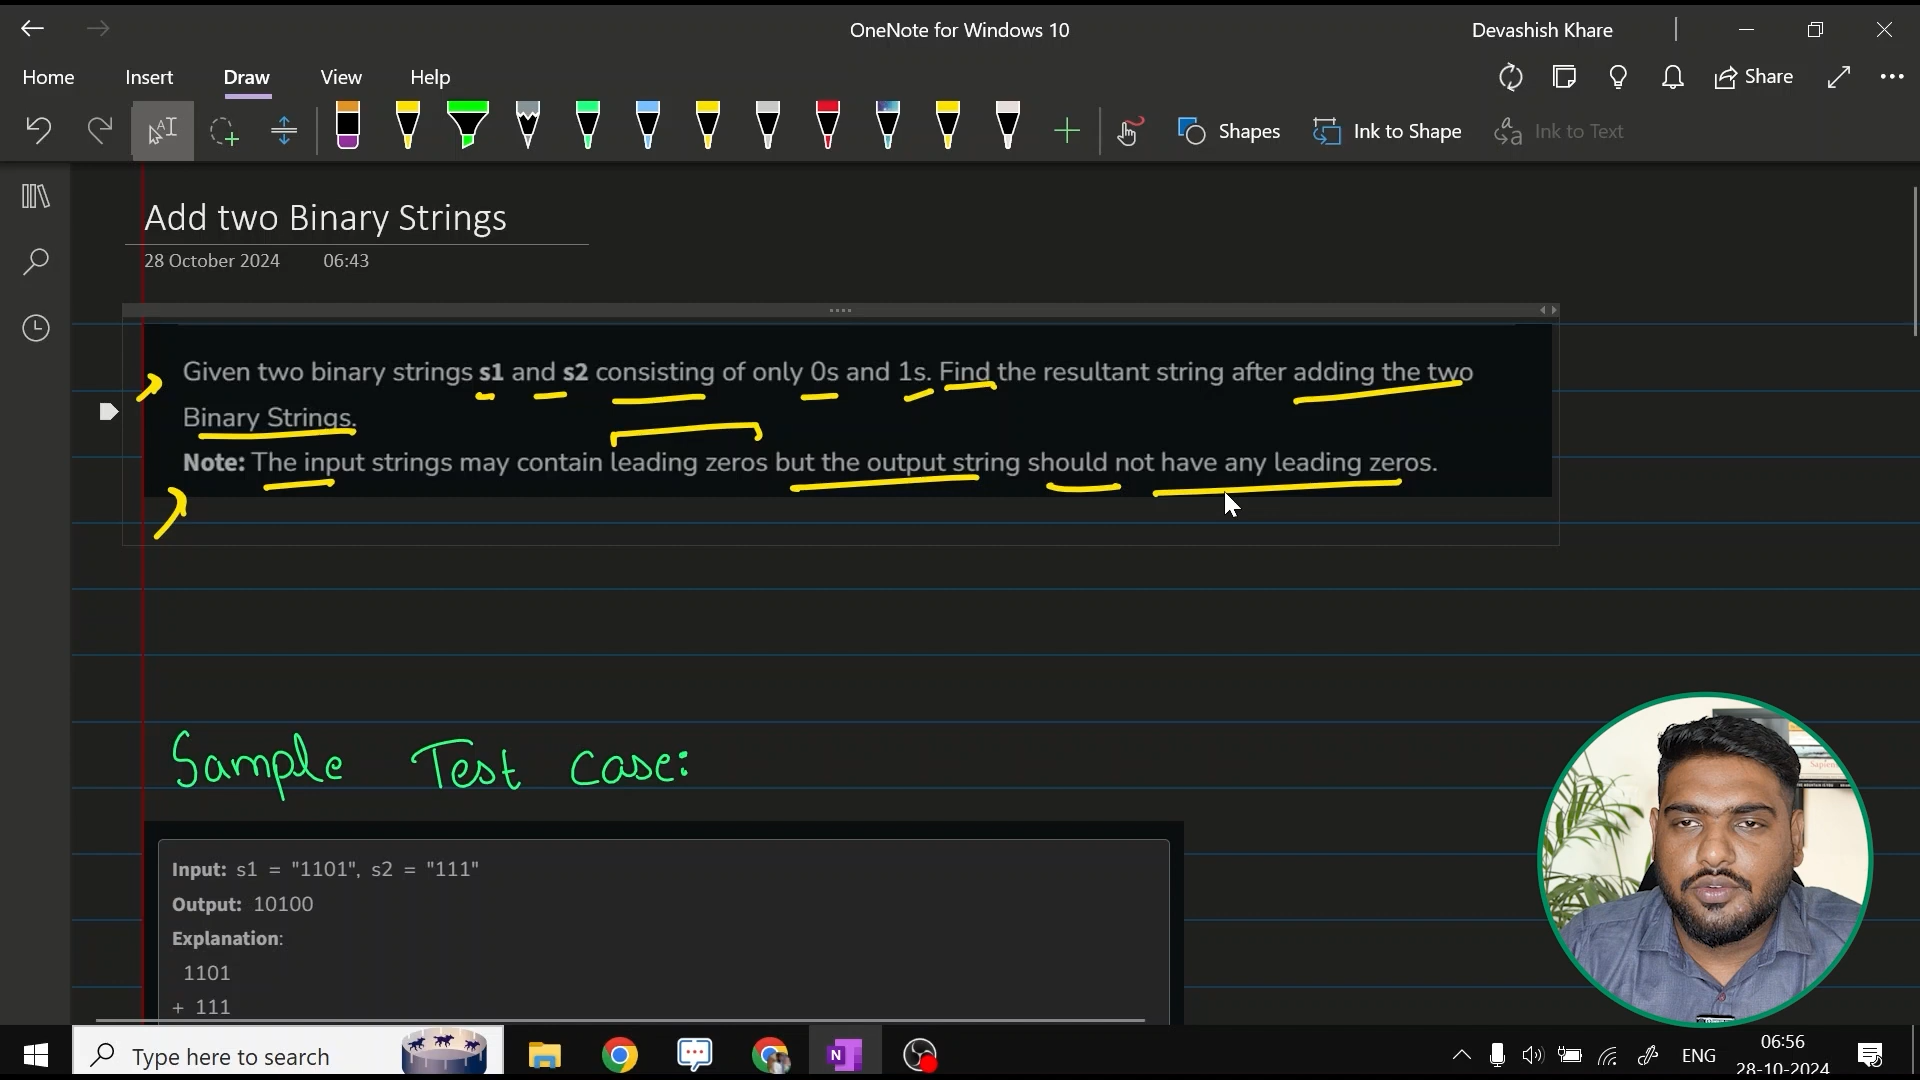 OneNote for Windows 10
Devashish Khare
Home Insert Draw View Help
Share
Shapes Ink to Shape Ink to Text
Add two Binary Strings
28 October 2024 06:43
Given two binary strings s1 and s2 consisting of only 0s and 1s. Find the resultant string after adding the two
Binary Strings.
Note: The input strings may contain leading zeros but the output string should not have any leading zeros.
Sample Test Case:
Input: s1 = "1101", s2 = "111"
Output: 10100
Explanation:
1101
+ 111
Type here to search
ENG
06:56
28-10-2024